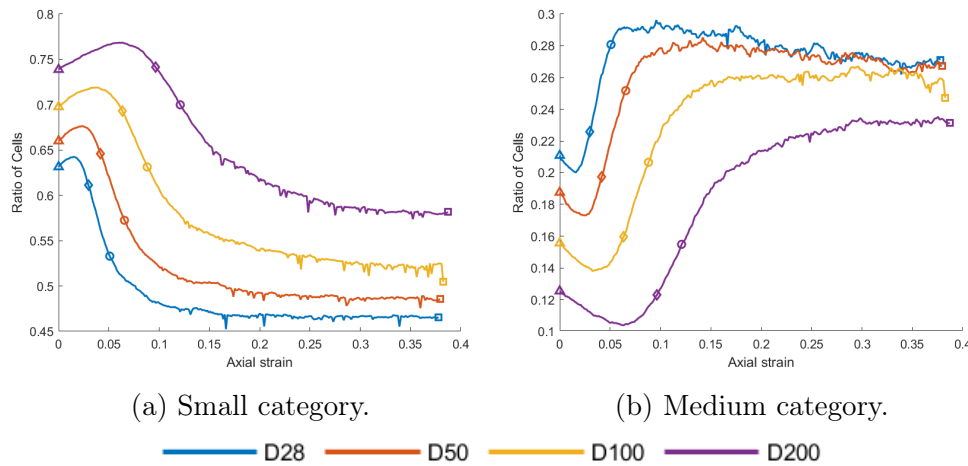 0.8
0.75
0.7
0.65
0.6
0.55
0.5
0.45
Ratio of Cells
0 0.05 0.1 0.15 0.2 0.25 0.3 0.35 0.4
Axial strain
(a) Small category.
0.3
0.28
0.26
0.24
0.22
0.2
0.18
0.16
0.14
0.12
0.1
Ratio of Cells
0 0.05 0.1 0.15 0.2 0.25 0.3 0.35 0.4
Axial strain
(b) Medium category.
D28 D50 D100 D200